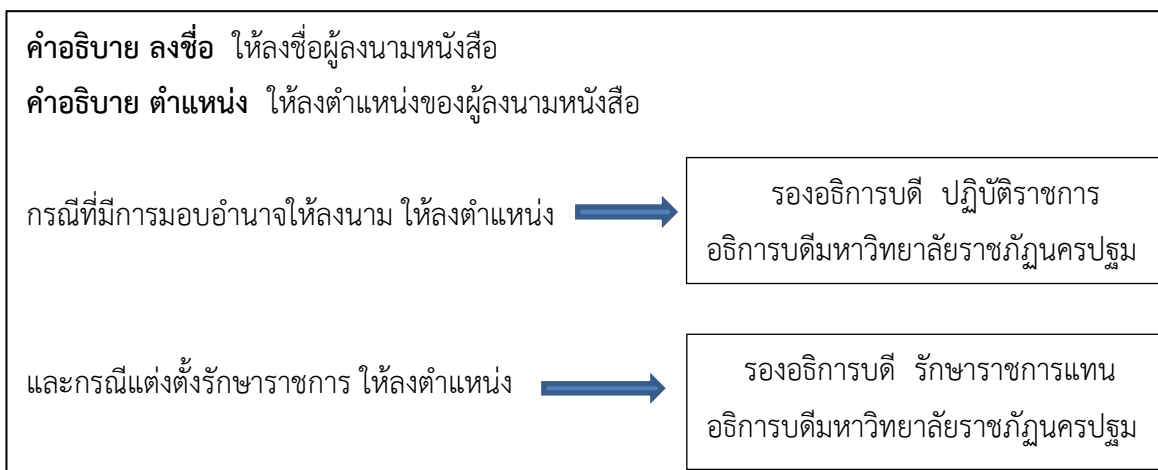 คำอธิบาย ลงชื่อ ให้ลงชื่อผู้ลงนามหนังสือ
คำอธิบาย ตำแหน่ง ให้ลงตำแหน่งของผู้ลงนามหนังสือ
กรณีที่มีการมอบอำนาจให้ลงนาม ให้ลงตำแหน่ง
รองอธิการบดี ปฏิบัติราชการ
อธิการบดีมหาวิทยาลัยราชภัฏนครปฐม
และกรณีแต่งตั้งรักษาราชการ ให้ลงตำแหน่ง
รองอธิการบดี รักษาราชการแทน
อธิการบดีมหาวิทยาลัยราชภัฏนครปฐม